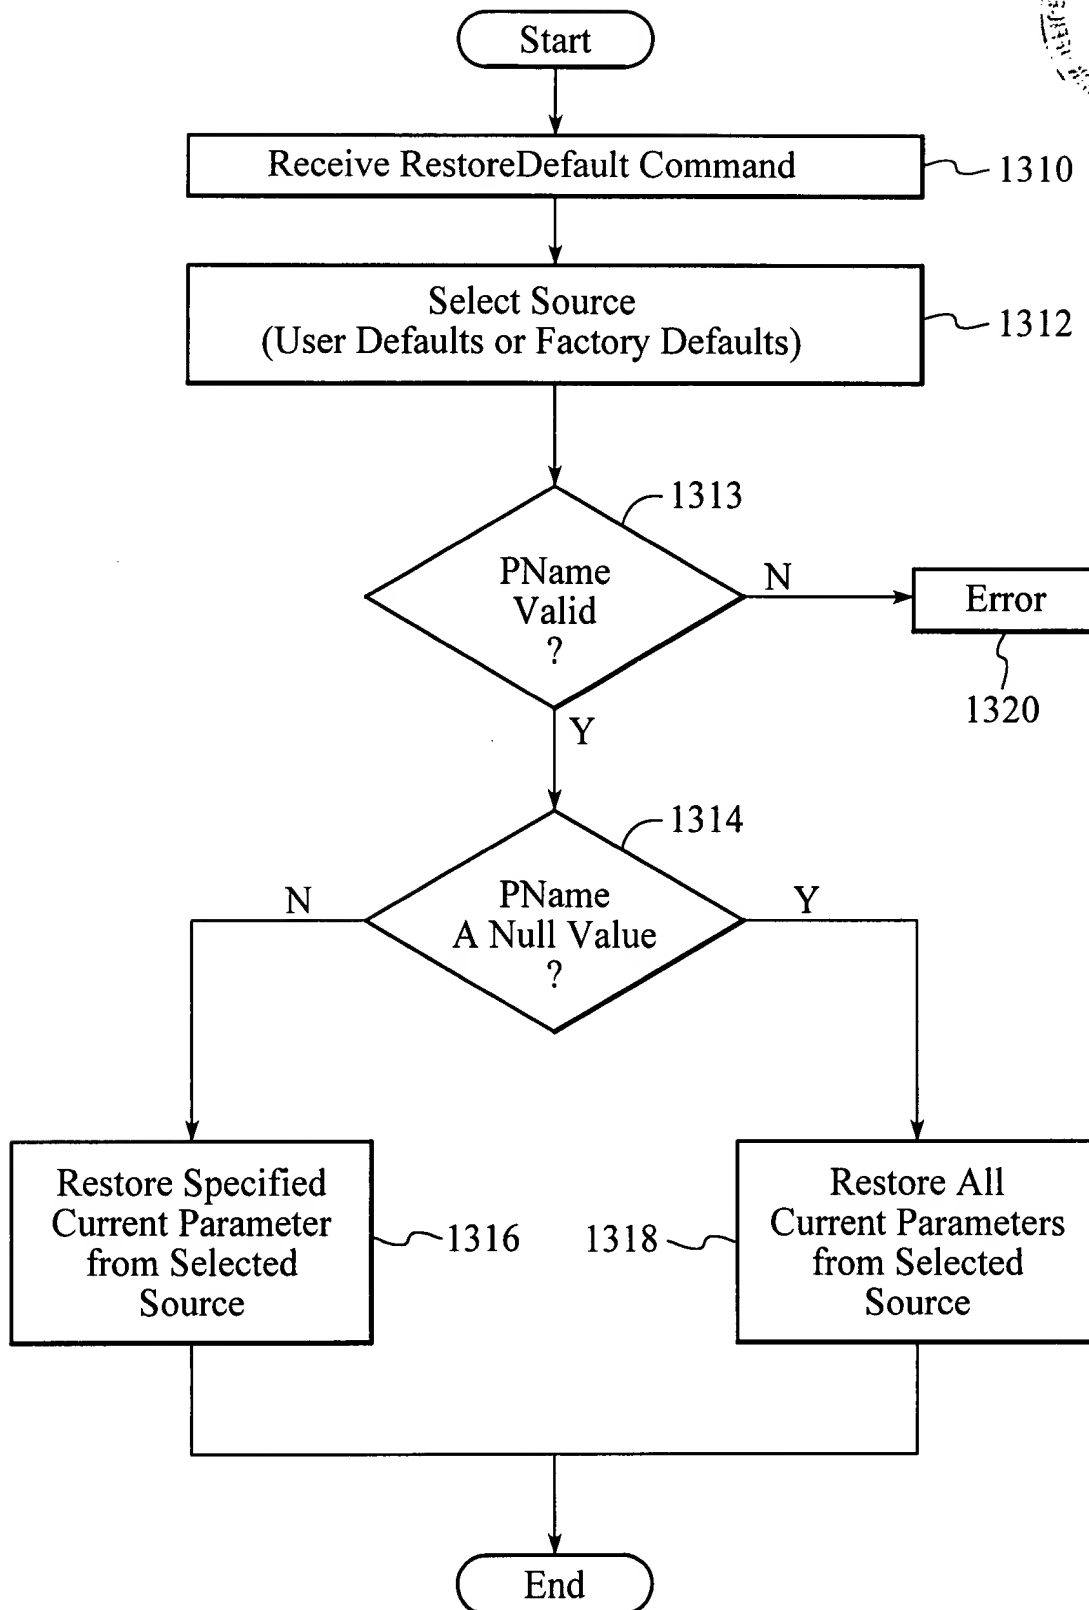 Start
Receive RestoreDefault Command
1310
Select Source
(User Defaults or Factory Defaults)
1312
1313
PName
Valid
?
N
Error
1320
Y
1314
PName
A Null Value
?
N
Y
Restore Specified
Current Parameter
from Selected
Source
1316
1318
Restore All
Current Parameters
from Selected
Source
End